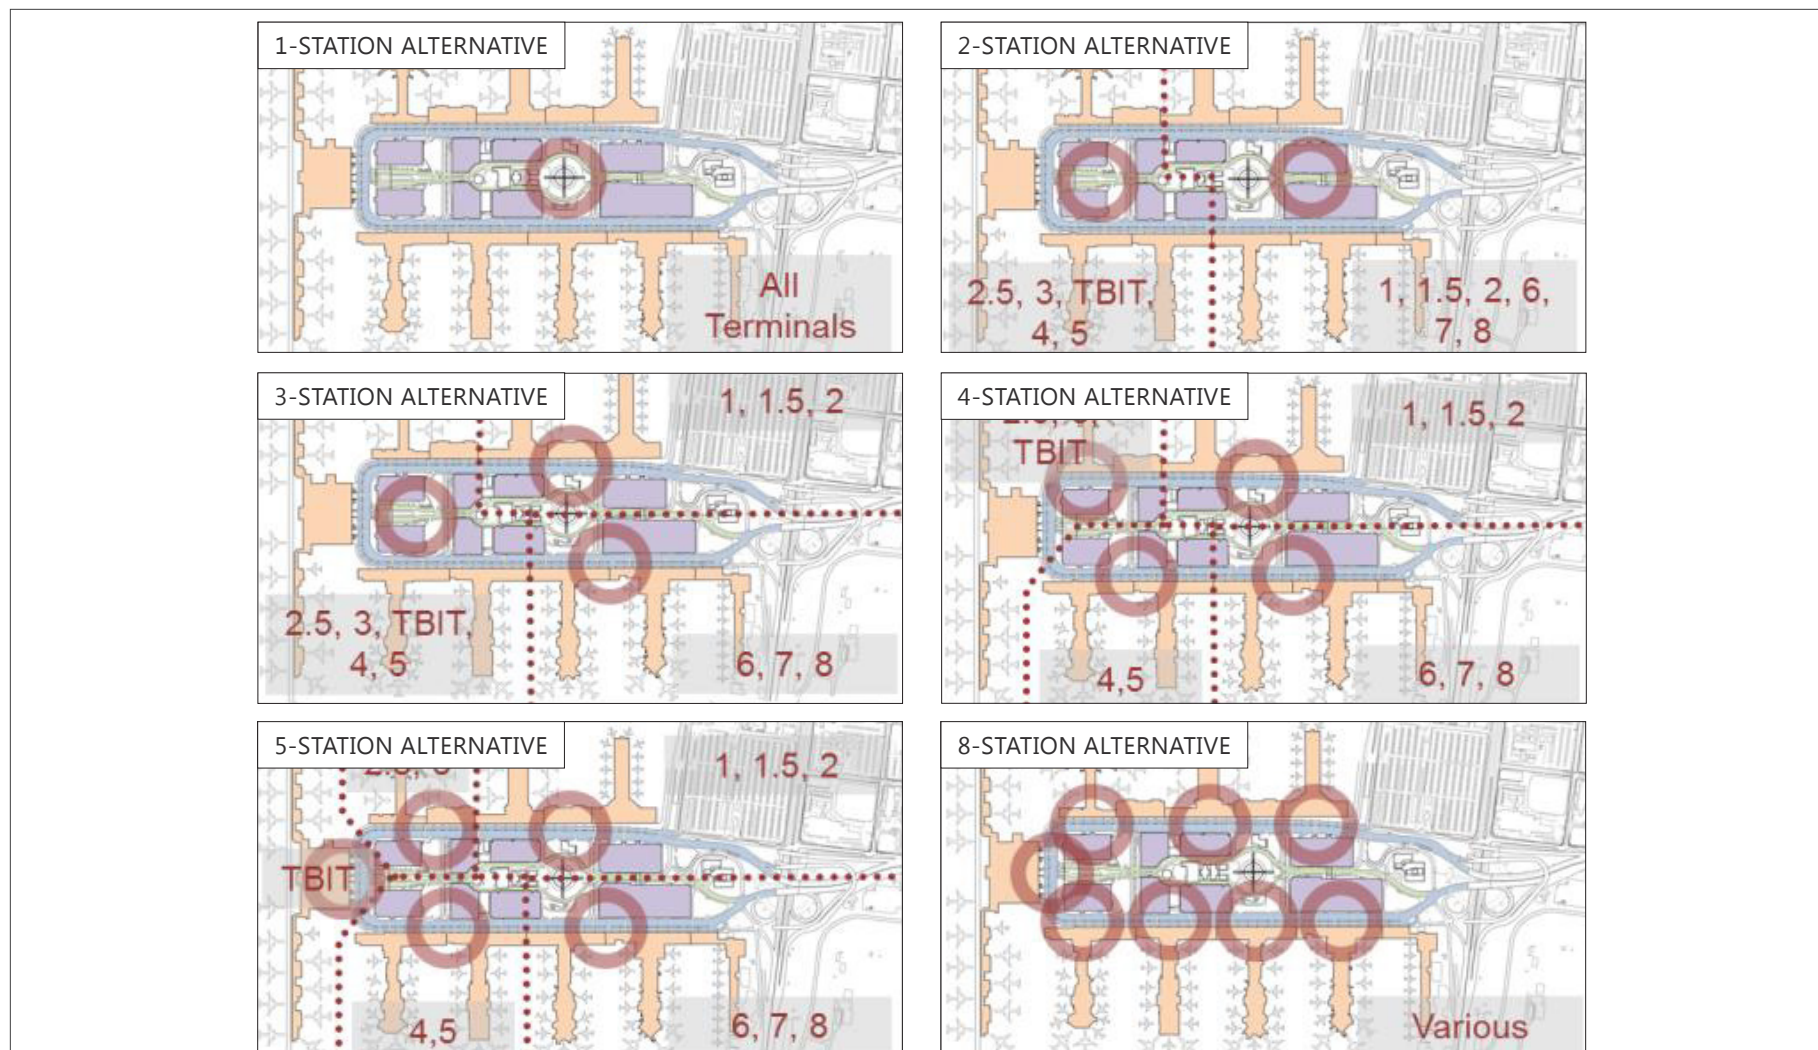 1-STATION ALTERNATIVE
All
Terminals
2-STATION ALTERNATIVE
2.5, 3, TBIT,
4, 5
1, 1.5, 2, 6,
7, 8
3-STATION ALTERNATIVE
1, 1.5, 2
2.5, 3, TBIT,
4, 5
6, 7, 8
4-STATION ALTERNATIVE
TBIT
1, 1.5, 2
4,5
6, 7, 8
5-STATION ALTERNATIVE
1, 1.5, 2
TBIT
4,5
6, 7, 8
8-STATION ALTERNATIVE
Various